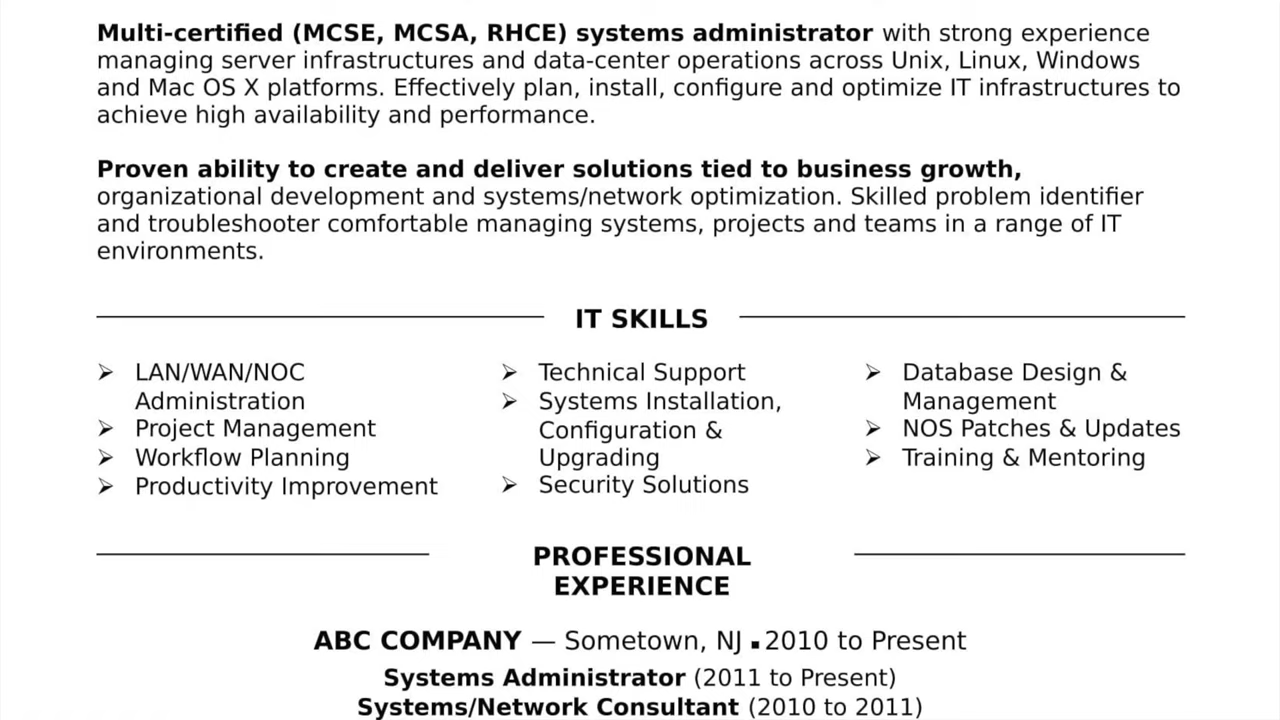 Multi-certified (MCSE, MCSA, RHCE) systems administrator with strong experience
managing server infrastructures and data-center operations across Unix, Linux, Windows
and Mac OS X platforms. Effectively plan, install, configure and optimize IT infrastructures to
achieve high availability and performance.
Proven ability to create and deliver solutions tied to business growth,
organizational development and systems/network optimization. Skilled problem identifier
and troubleshooter comfortable managing systems, projects and teams in a range of IT
environments.
IT SKILLS
➢ LAN/WAN/NOC
Administration
➢ Project Management
➢ Workflow Planning
➢ Productivity Improvement
➢ Technical Support
➢ Systems Installation,
Configuration &
Upgrading
➢ Security Solutions
➢ Database Design &
Management
➢ NOS Patches & Updates
➢ Training & Mentoring
PROFESSIONAL
EXPERIENCE
ABC COMPANY — Sometown, NJ ▪ 2010 to Present
Systems Administrator (2011 to Present)
Systems/Network Consultant (2010 to 2011)